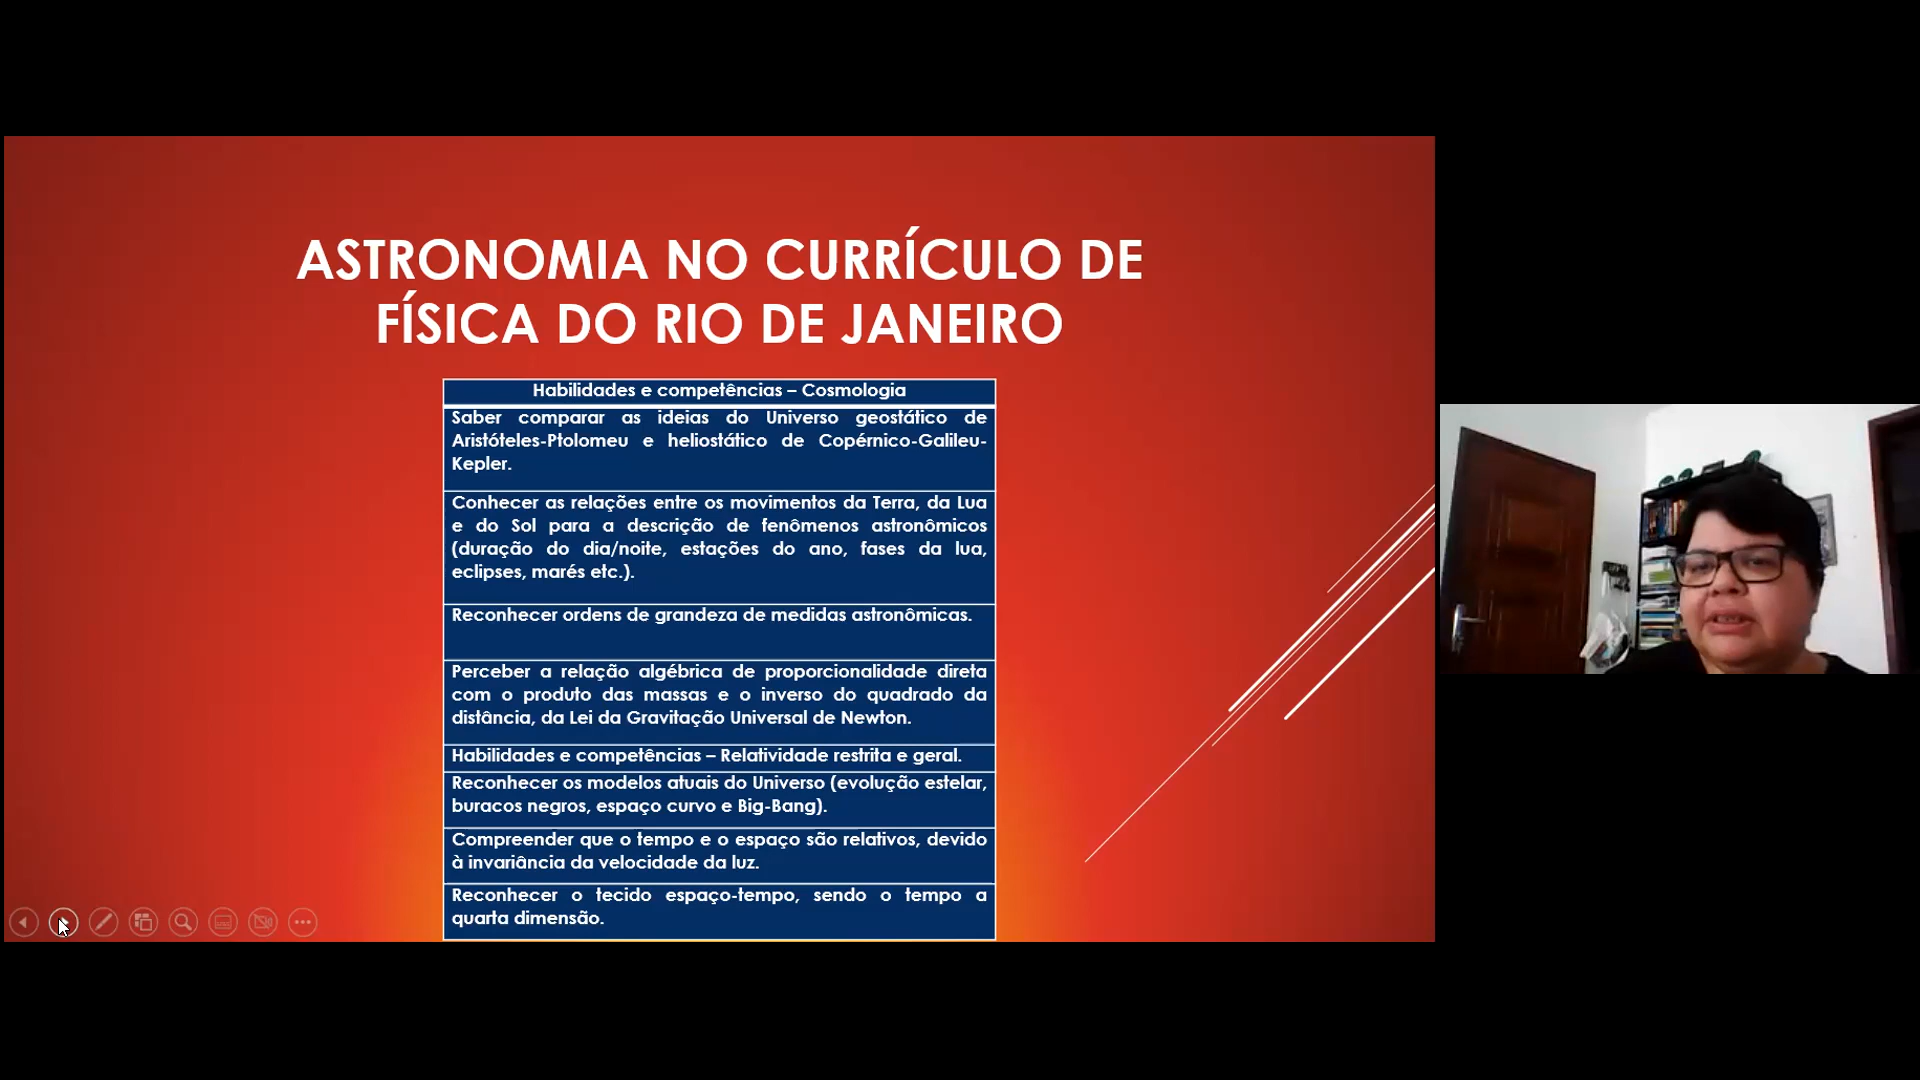 ASTRONOMIA NO CURRÍCULO DE
FÍSICA DO RIO DE JANEIRO
Habilidades e competências – Cosmologia
Saber comparar as ideias do Universo geostático de
Aristóteles-Ptolomeu e heliostático de Copérnico-Galileu-
Kepler.
Conhecer as relações entre os movimentos da Terra, da Lua
e do Sol para a descrição de fenômenos astronômicos
(duração do dia/noite, estações do ano, fases da lua,
eclipses, marés etc.).
Reconhecer ordens de grandeza de medidas astronômicas.
Perceber a relação algébrica de proporcionalidade direta
com o produto das massas e o inverso do quadrado da
distância, da Lei da Gravitação Universal de Newton.
Habilidades e competências – Relatividade restrita e geral.
Reconhecer os modelos atuais do Universo (evolução estelar,
buracos negros, espaço curvo e Big-Bang).
Compreender que o tempo e o espaço são relativos, devido
à invariância da velocidade da luz.
Reconhecer o tecido espaço-tempo, sendo o tempo a
quarta dimensão.